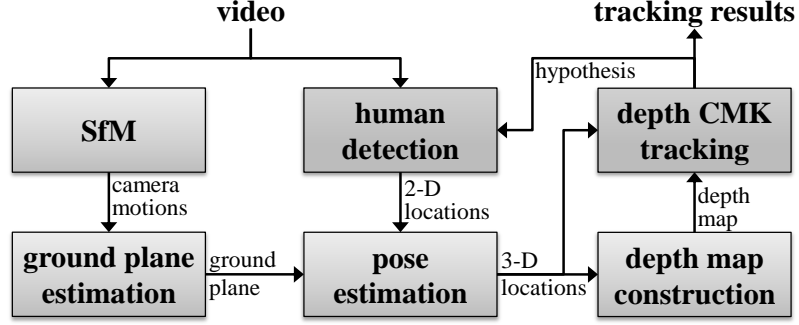 video
tracking results
hypothesis
SfM
human
detection
depth CMK
tracking
camera
motions
2-D
locations
depth
map
ground plane
estimation
ground
plane
pose
estimation
3-D
locations
depth map
construction